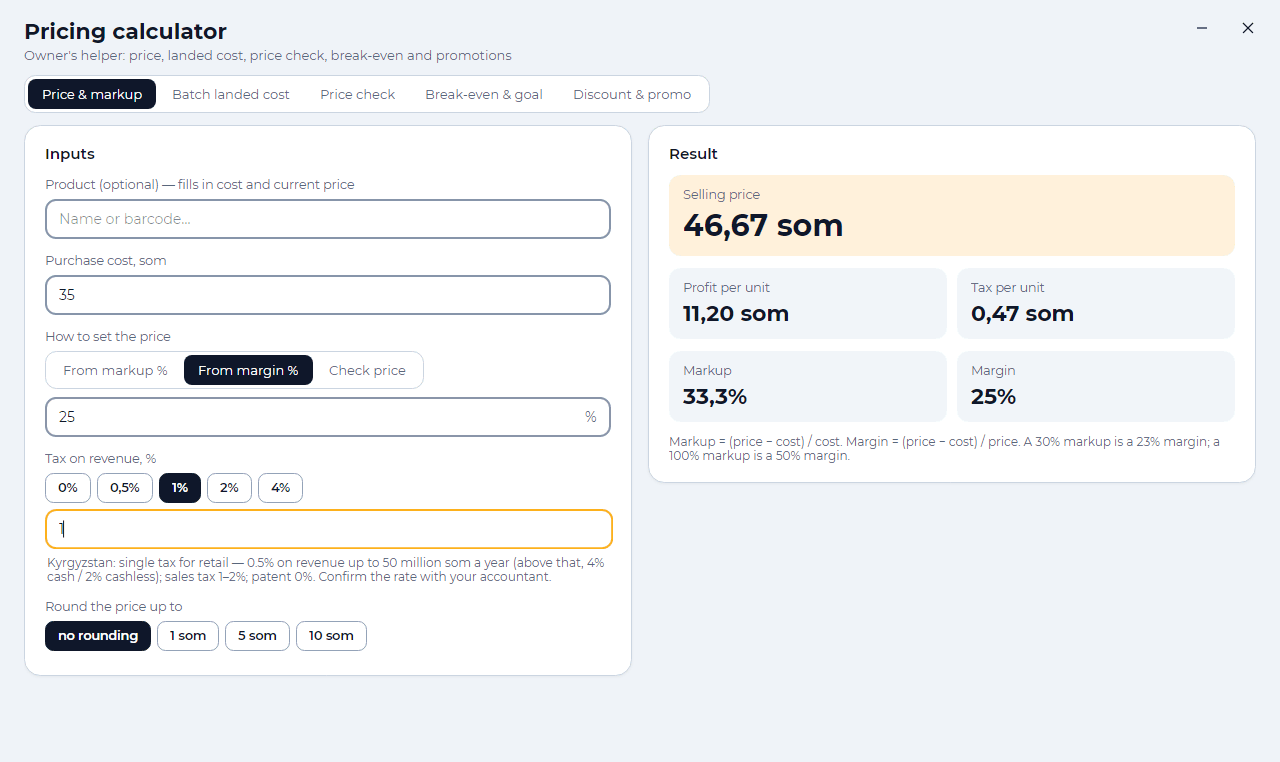 Pricing calculator
Owner's helper: price, landed cost, price check, break-even and promotions
Price & markup
Batch landed cost
Price check
Break-even & goal
Discount & promo
Inputs
Product (optional) — fills in cost and current price
Name or barcode...
Purchase cost, som
35
How to set the price
From markup %
From margin %
Check price
25 %
Tax on revenue, %
0%
0,5%
1%
2%
4%
1
Kyrgyzstan: single tax for retail — 0.5% on revenue up to 50 million som a year (above that, 4%
cash / 2% cashless); sales tax 1–2%; patent 0%. Confirm the rate with your accountant.
Round the price up to
no rounding
1 som
5 som
10 som
Result
Selling price
46,67 som
Profit per unit
11,20 som
Tax per unit
0,47 som
Markup
33,3%
Margin
25%
Markup = (price − cost) / cost. Margin = (price − cost) / price. A 30% markup is a 23% margin; a
100% markup is a 50% margin.